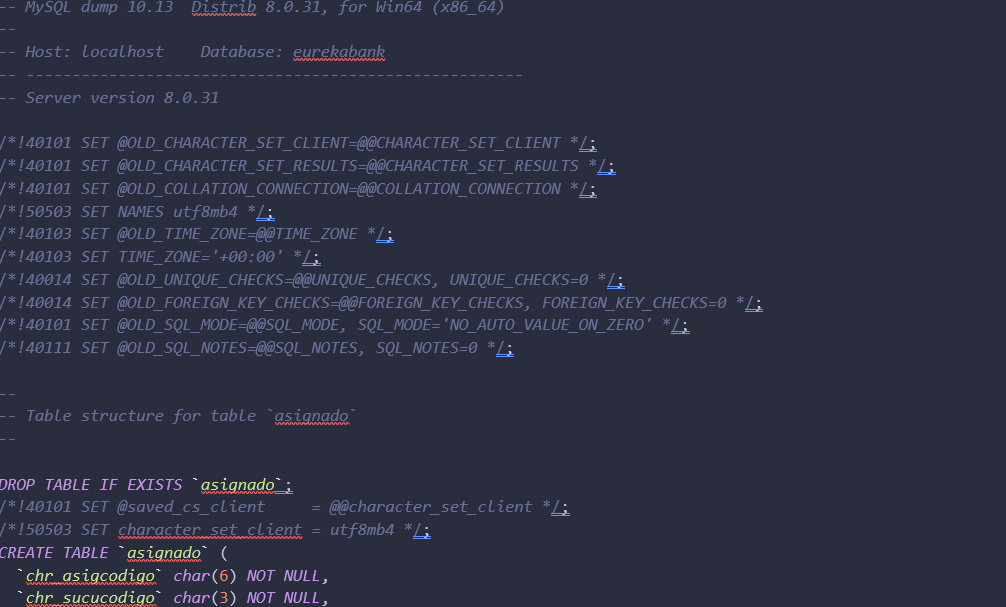 -- MySQL dump 10.13  Distrib 8.0.31, for Win64 (x86_64)
--
-- Host: localhost    Database: eurekabank
-- ------------------------------------------------------
-- Server version 8.0.31
/*!40101 SET @OLD_CHARACTER_SET_CLIENT=@@CHARACTER_SET_CLIENT */;
/*!40101 SET @OLD_CHARACTER_SET_RESULTS=@@CHARACTER_SET_RESULTS */;
/*!40101 SET @OLD_COLLATION_CONNECTION=@@COLLATION_CONNECTION */;
/*!50503 SET NAMES utf8mb4 */;
/*!40103 SET @OLD_TIME_ZONE=@@TIME_ZONE */;
/*!40103 SET TIME_ZONE='+00:00' */;
/*!40014 SET @OLD_UNIQUE_CHECKS=@@UNIQUE_CHECKS, UNIQUE_CHECKS=0 */;
/*!40014 SET @OLD_FOREIGN_KEY_CHECKS=@@FOREIGN_KEY_CHECKS, FOREIGN_KEY_CHECKS=0 */;
/*!40101 SET @OLD_SQL_MODE=@@SQL_MODE, SQL_MODE='NO_AUTO_VALUE_ON_ZERO' */;
/*!40111 SET @OLD_SQL_NOTES=@@SQL_NOTES, SQL_NOTES=0 */;
--
-- Table structure for table `asignado`
--
DROP TABLE IF EXISTS `asignado`;
/*!40101 SET @saved_cs_client     = @@character_set_client */;
/*!50503 SET character_set_client = utf8mb4 */;
CREATE TABLE `asignado` (
  `chr_asigcodigo` char(6) NOT NULL,
  `chr_sucucodigo` char(3) NOT NULL,